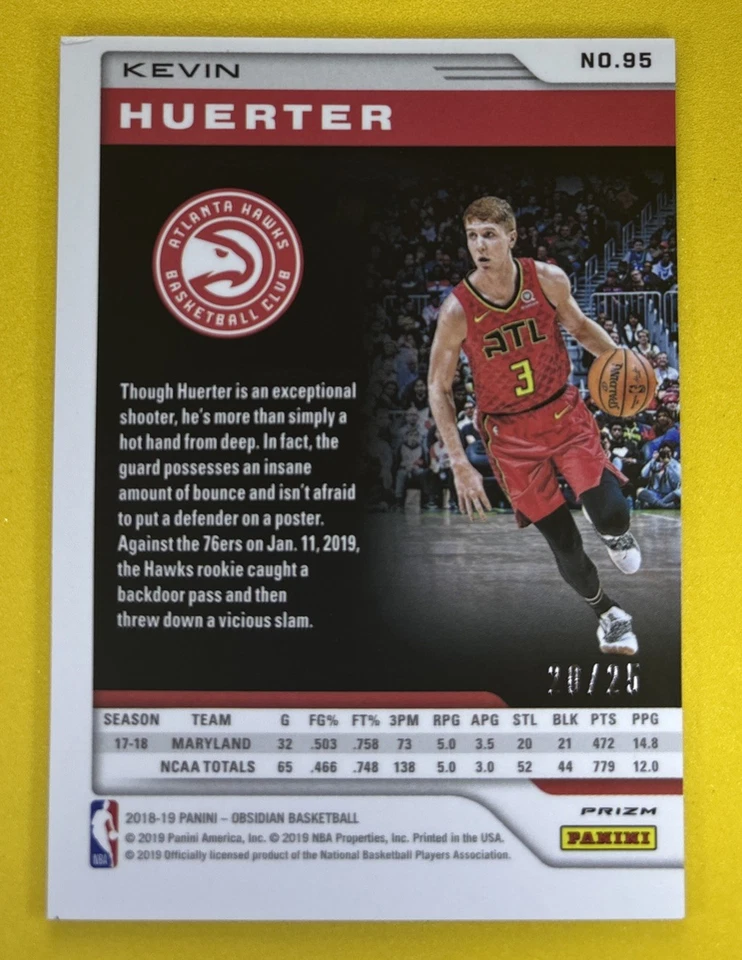 KEVIN
NO.95
HUERTER
ATLANTA HAWKS
BASKETBALL CLUB
ATL
3
Though Huerter is an exceptional
shooter, he's more than simply a
hot hand from deep. In fact, the
guard possesses an insane
amount of bounce and isn't afraid
to put a defender on a poster.
Against the 76ers on Jan. 11, 2019,
the Hawks rookie caught a
backdoor pass and then
threw down a vicious slam.
20/25
SEASON TEAM G FG% FT% 3PM RPG APG STL BLK PTS PPG
17-18 MARYLAND 32 .503 .758 73 5.0 3.5 20 21 472 14.8
NCAA TOTALS 65 .466 .748 138 5.0 3.0 52 44 779 12.0
2018-19 PANINI – OBSIDIAN BASKETBALL
© 2019 Panini America, Inc. © 2019 NBA Properties, Inc. Printed in the USA.
© 2019 Officially licensed product of the National Basketball Players Association.
NBA
PRIZM
PANINI